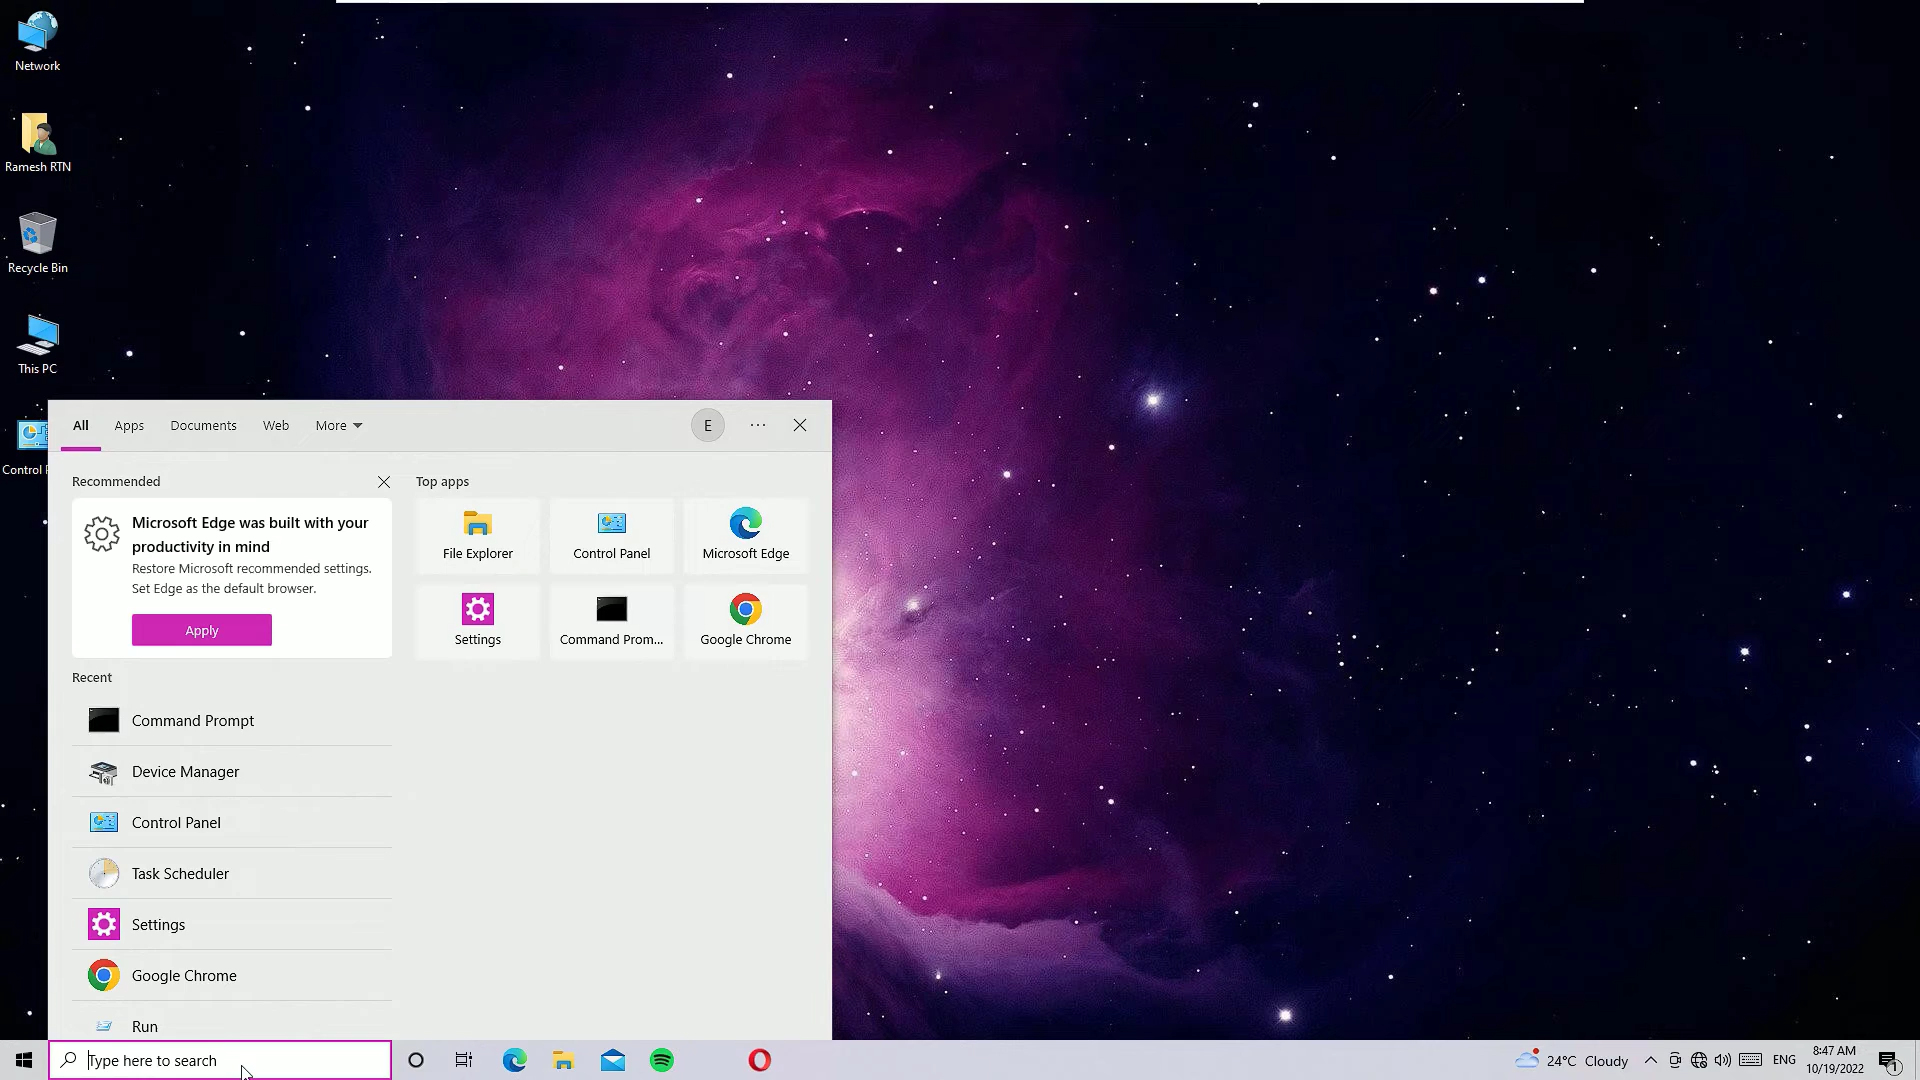 Network
Ramesh RTN
Recycle Bin
This PC
Control
All Apps Documents Web More E ...
Recommended
Microsoft Edge was built with your
productivity in mind
Restore Microsoft recommended settings.
Set Edge as the default browser.
Apply
Top apps
File Explorer Control Panel Microsoft Edge
Settings Command Prom... Google Chrome
Recent
Command Prompt
Device Manager
Control Panel
Task Scheduler
Settings
Google Chrome
Run
Type here to search
24°C Cloudy
ENG
8:47 AM
10/19/2022
1